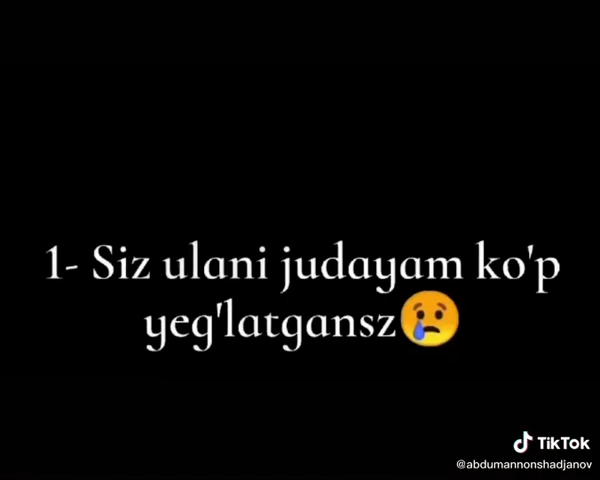 1- Siz ulani judayam ko'p
yeg'latgansz😢
TikTok
@abdumannonshadjanov